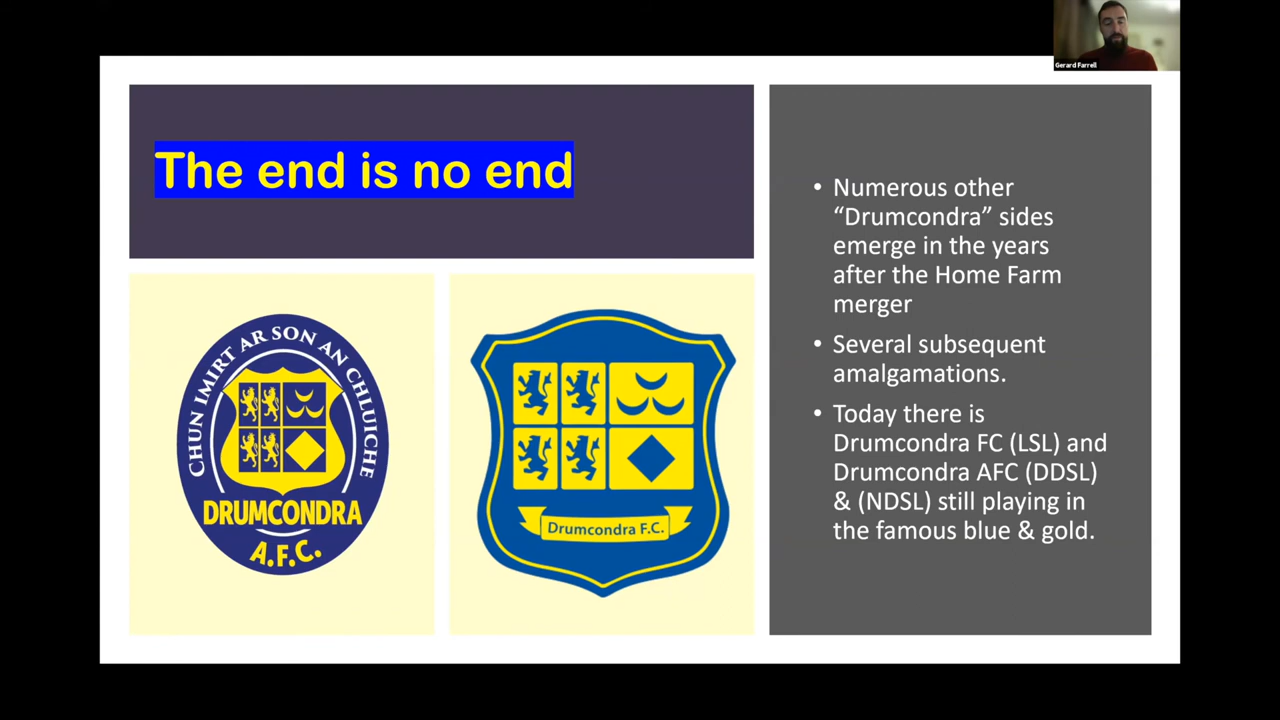 Gerard Farrell
The end is no end
CHUN IMIRT AR SON AN CHLUICHE
DRUMCONDRA
A.F.C.
Drumcondra F.C.
• Numerous other
“Drumcondra” sides
emerge in the years
after the Home Farm
merger
• Several subsequent
amalgamations.
• Today there is
Drumcondra FC (LSL) and
Drumcondra AFC (DDSL)
& (NDSL) still playing in
the famous blue & gold.